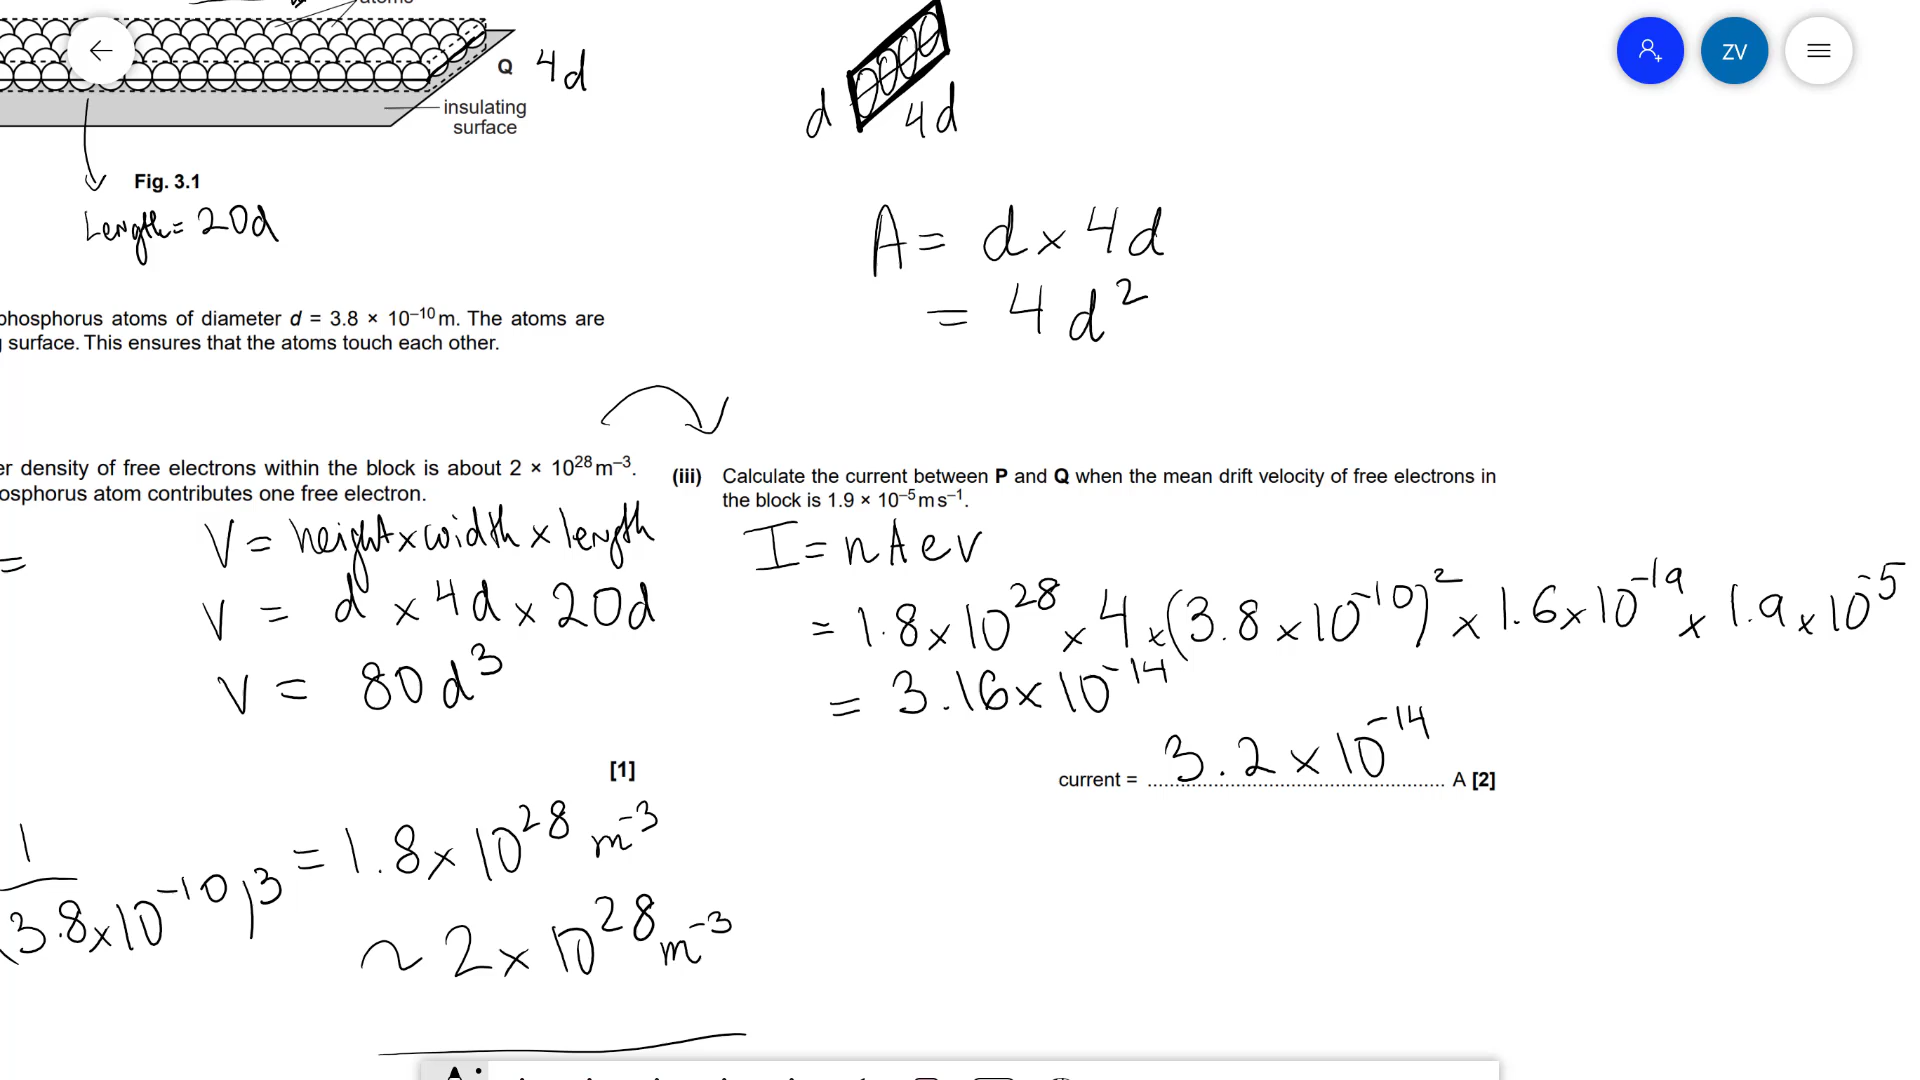 atoms
Q 4d
insulating
surface
d 4d
Fig. 3.1
Length = 20d
A = d × 4d
= 4d²
phosphorus atoms of diameter d = 3.8 × 10⁻¹⁰ m. The atoms are
surface. This ensures that the atoms touch each other.
er density of free electrons within the block is about 2 × 10²⁸ m⁻³.
osphorus atom contributes one free electron.
=
V = height × width × length
V = d × 4d × 20d
V = 80d³
[1]
1
(3.8×10⁻¹⁰)³ = 1.8×10²⁸ m⁻³
~ 2 × 10²⁸ m⁻³
(iii) Calculate the current between P and Q when the mean drift velocity of free electrons in
the block is 1.9 × 10⁻⁵ m s⁻¹.
I = nAev
= 1.8×10²⁸ × 4 × (3.8×10⁻¹⁰)² × 1.6×10⁻¹⁹ × 1.9×10⁻⁵
= 3.16×10⁻¹⁴
current = 3.2×10⁻¹⁴ A [2]
ZV